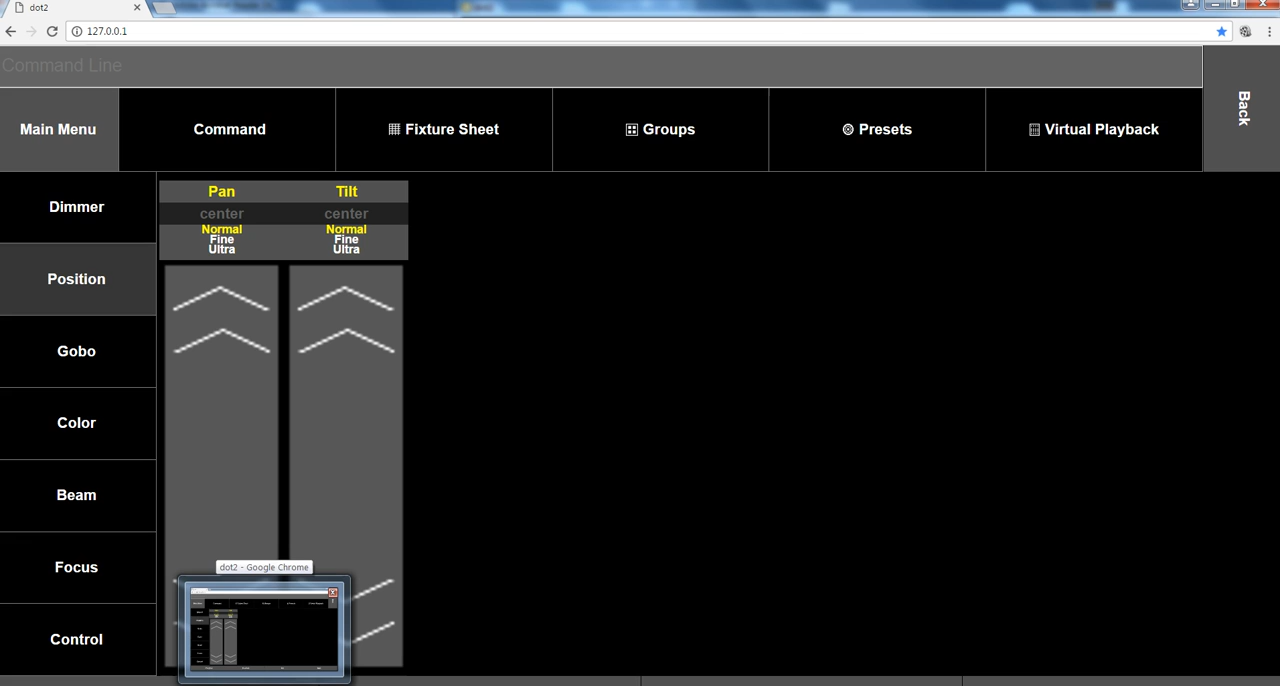 dot2
127.0.0.1
Command Line
Back
Main Menu
Command
Fixture Sheet
Groups
Presets
Virtual Playback
Dimmer
Position
Gobo
Color
Beam
Focus
Control
Pan Tilt
center center
Normal Normal
Fine Fine
Ultra Ultra
dot2 - Google Chrome